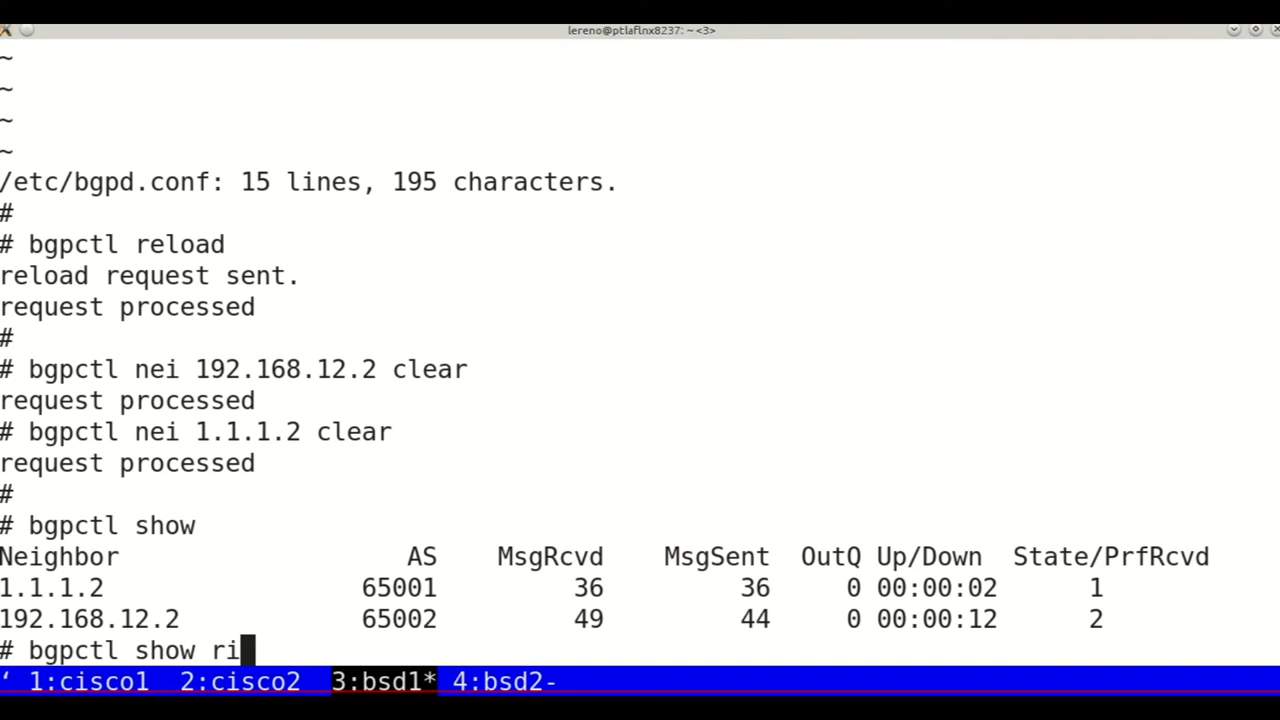 lereno@ptlaflnx8237: ~ <3>
~
~
~
~
/etc/bgpd.conf: 15 lines, 195 characters.
#
# bgpctl reload
reload request sent.
request processed
#
# bgpctl nei 192.168.12.2 clear
request processed
# bgpctl nei 1.1.1.2 clear
request processed
#
# bgpctl show
Neighbor AS MsgRcvd MsgSent OutQ Up/Down State/PrfRcvd
1.1.1.2 65001 36 36 0 00:00:02 1
192.168.12.2 65002 49 44 0 00:00:12 2
# bgpctl show ri
‘ 1:cisco1 2:cisco2 3:bsd1* 4:bsd2-